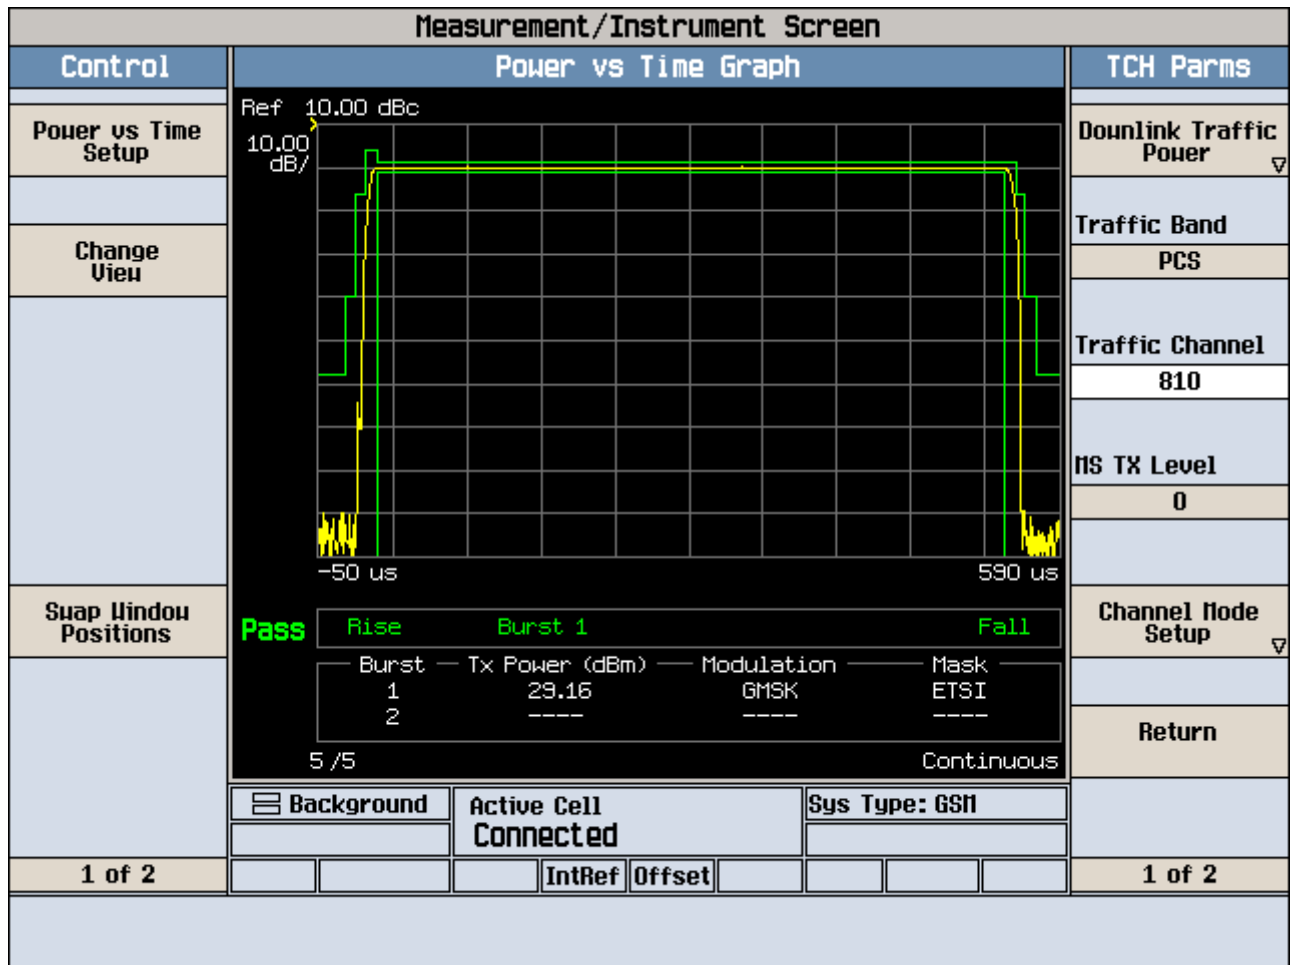 Measurement/Instrument Screen
Control
Power vs Time Graph
TCH Parms
Power vs Time
Setup
Change
View
Swap Window
Positions
1 of 2
Ref 10.00 dBc
10.00
dB/
-50 us
590 us
Pass
Rise
Burst 1
Fall
Burst Tx Power (dBm) Modulation Mask
1 29.16 GMSK ETSI
2 ---- ---- ----
5/5
Continuous
Background
Active Cell
Connected
Sys Type: GSM
IntRef
Offset
Downlink Traffic
Power
Traffic Band
PCS
Traffic Channel
810
MS TX Level
0
Channel Mode
Setup
Return
1 of 2